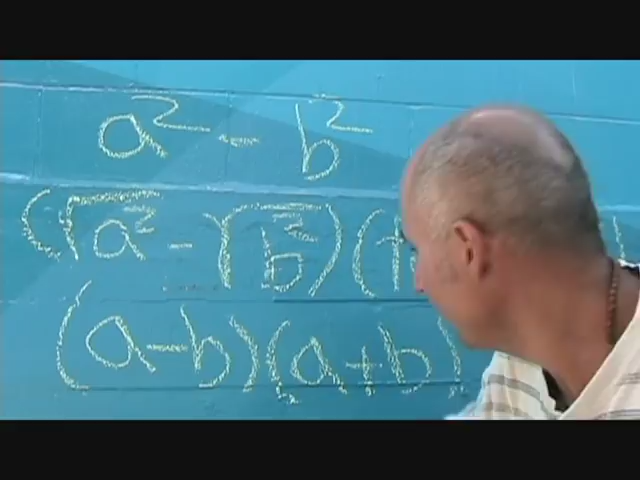 a² - b²
(√a² - √b²)(
(a-b)(a+b)